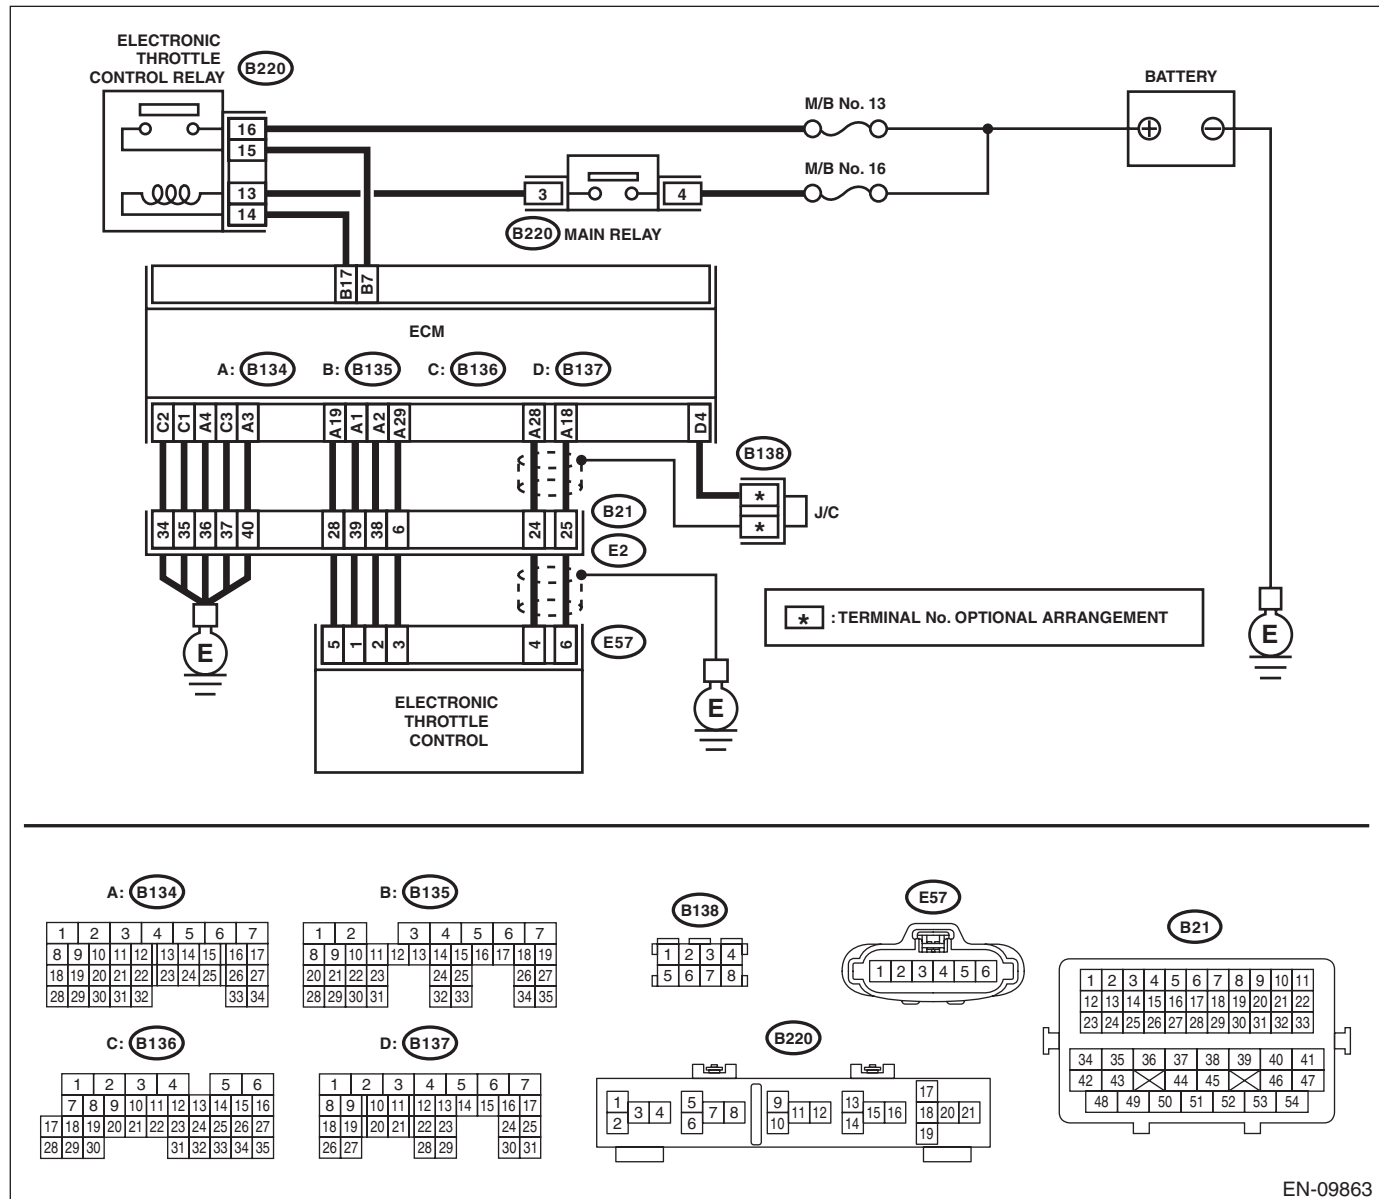 ELECTRONIC
THROTTLE
CONTROL RELAY
B220
BATTERY
M/B No. 13
16
15
M/B No. 16
13
3
4
14
B220 MAIN RELAY
B17 B7
ECM
A: B134 B: B135 C: B136 D: B137
C2 C1 A4 C3 A3 A19 A1 A2 A29 A28 A18 D4
B138
*
*
J/C
B21
34 35 36 37 40 28 39 38 6 24 25
E2
* : TERMINAL No. OPTIONAL ARRANGEMENT
E
E
E
5 1 2 3 4 6
E57
ELECTRONIC
THROTTLE
CONTROL
A: B134
1 2 3 4 5 6 7
8 9 10 11 12 13 14 15 16 17
18 19 20 21 22 23 24 25 26 27
28 29 30 31 32 33 34
B: B135
1 2 3 4 5 6 7
8 9 10 11 12 13 14 15 16 17 18 19
20 21 22 23 24 25 26 27
28 29 30 31 32 33 34 35
B138
1 2 3 4
5 6 7 8
E57
1 2 3 4 5 6
B21
1 2 3 4 5 6 7 8 9 10 11
12 13 14 15 16 17 18 19 20 21 22
23 24 25 26 27 28 29 30 31 32 33
34 35 36 37 38 39 40 41
42 43 44 45 46 47
48 49 50 51 52 53 54
C: B136
1 2 3 4 5 6
7 8 9 10 11 12 13 14 15 16
17 18 19 20 21 22 23 24 25 26 27
28 29 30 31 32 33 34 35
D: B137
1 2 3 4 5 6 7
8 9 10 11 12 13 14 15 16 17
18 19 20 21 22 23 24 25
26 27 28 29 30 31
B220
1 5 9 13 17
3 4 7 8 11 12 15 16 18 20 21
2 6 10 14 19
EN-09863